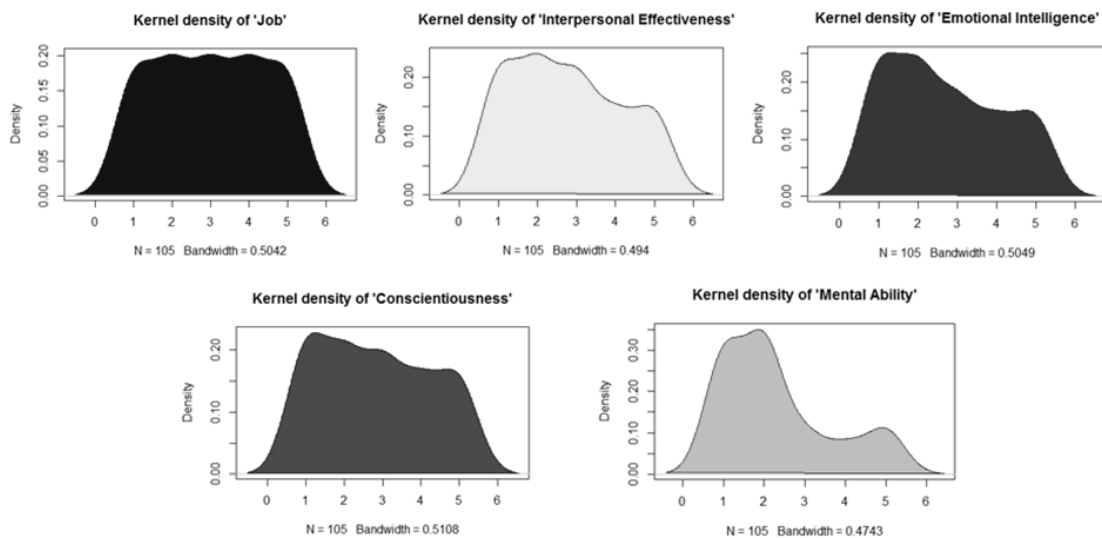 Kernel density of 'Job'
Density
0.00 0.05 0.10 0.15 0.20
0 1 2 3 4 5 6
N = 105 Bandwidth = 0.5042
Kernel density of 'Interpersonal Effectiveness'
Density
0.00 0.10 0.20
0 1 2 3 4 5 6
N = 105 Bandwidth = 0.494
Kernel density of 'Emotional Intelligence'
Density
0.00 0.10 0.20
0 1 2 3 4 5 6
N = 105 Bandwidth = 0.5049
Kernel density of 'Conscientiousness'
Density
0.00 0.10 0.20
0 1 2 3 4 5 6
N = 105 Bandwidth = 0.5108
Kernel density of 'Mental Ability'
Density
0.00 0.10 0.20 0.30
0 1 2 3 4 5 6
N = 105 Bandwidth = 0.4743